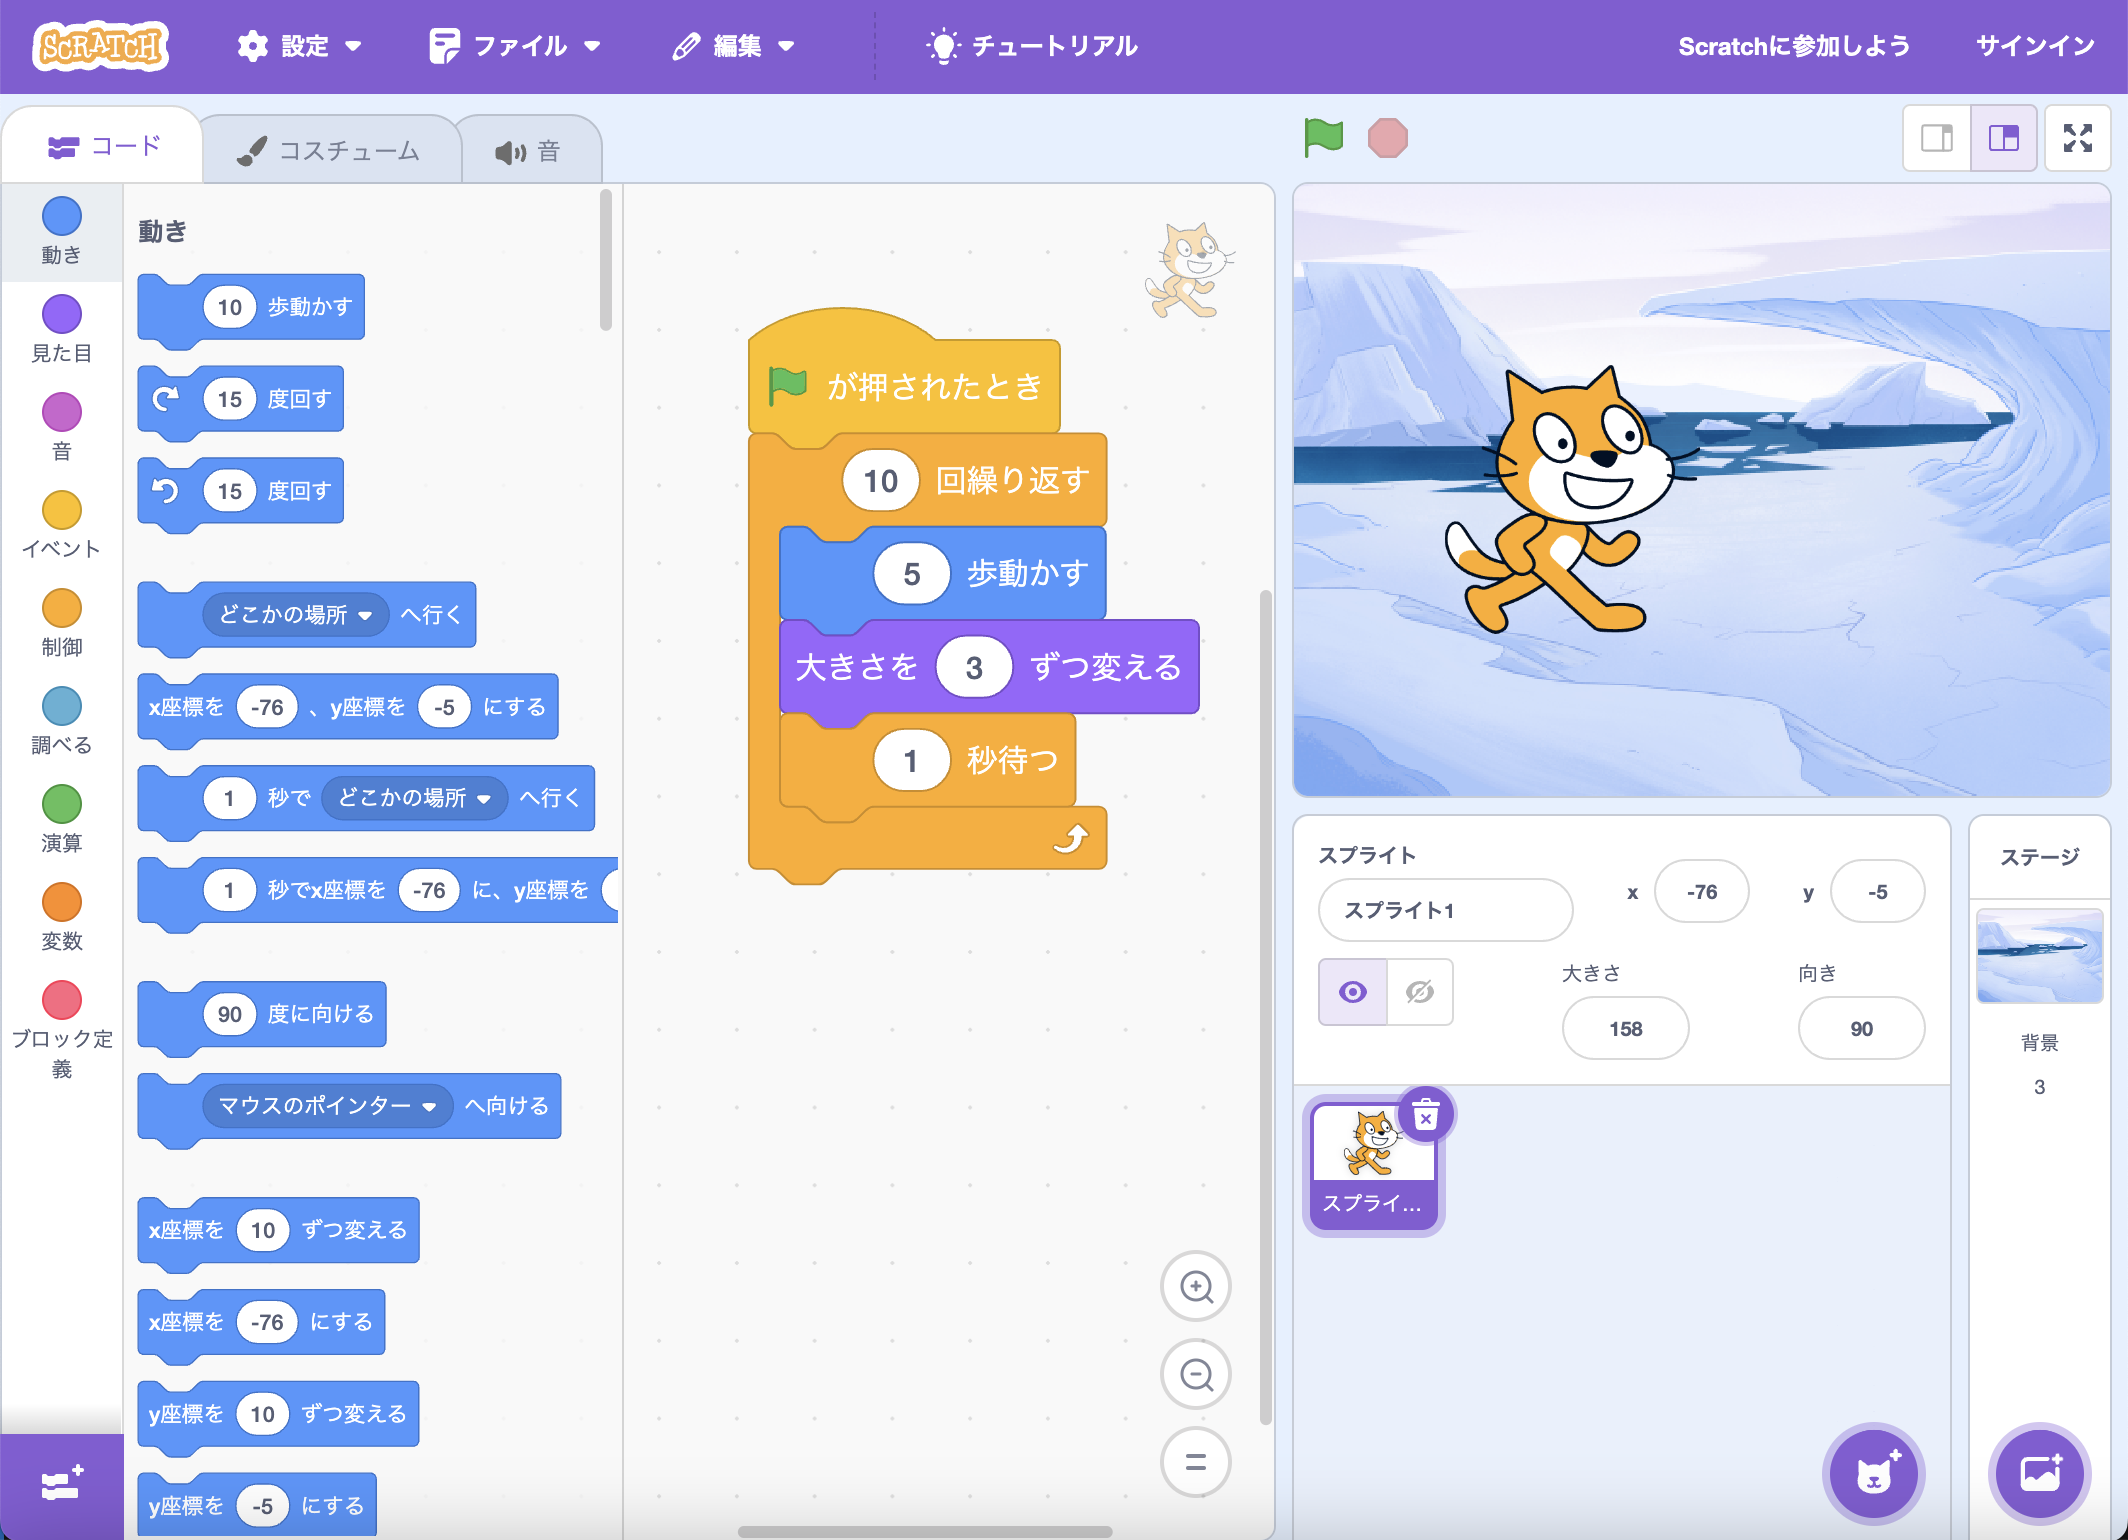 SCRATCH
設定
ファイル
編集
チュートリアル
Scratchに参加しよう
サインイン
コード
コスチューム
音
動き
見た目
音
イベント
制御
調べる
演算
変数
ブロック定
義
動き
10 歩動かす
15 度回す
15 度回す
どこかの場所 へ行く
x座標を -76 、y座標を -5 にする
1 秒で どこかの場所 へ行く
1 秒でx座標を -76 に、y座標を
90 度に向ける
マウスのポインター へ向ける
x座標を 10 ずつ変える
x座標を -76 にする
y座標を 10 ずつ変える
y座標を -5 にする
が押されたとき
10 回繰り返す
5 歩動かす
大きさを 3 ずつ変える
1 秒待つ
スプライト
スプライト1
x -76
y -5
大きさ
158
向き
90
スプライ...
ステージ
背景
3